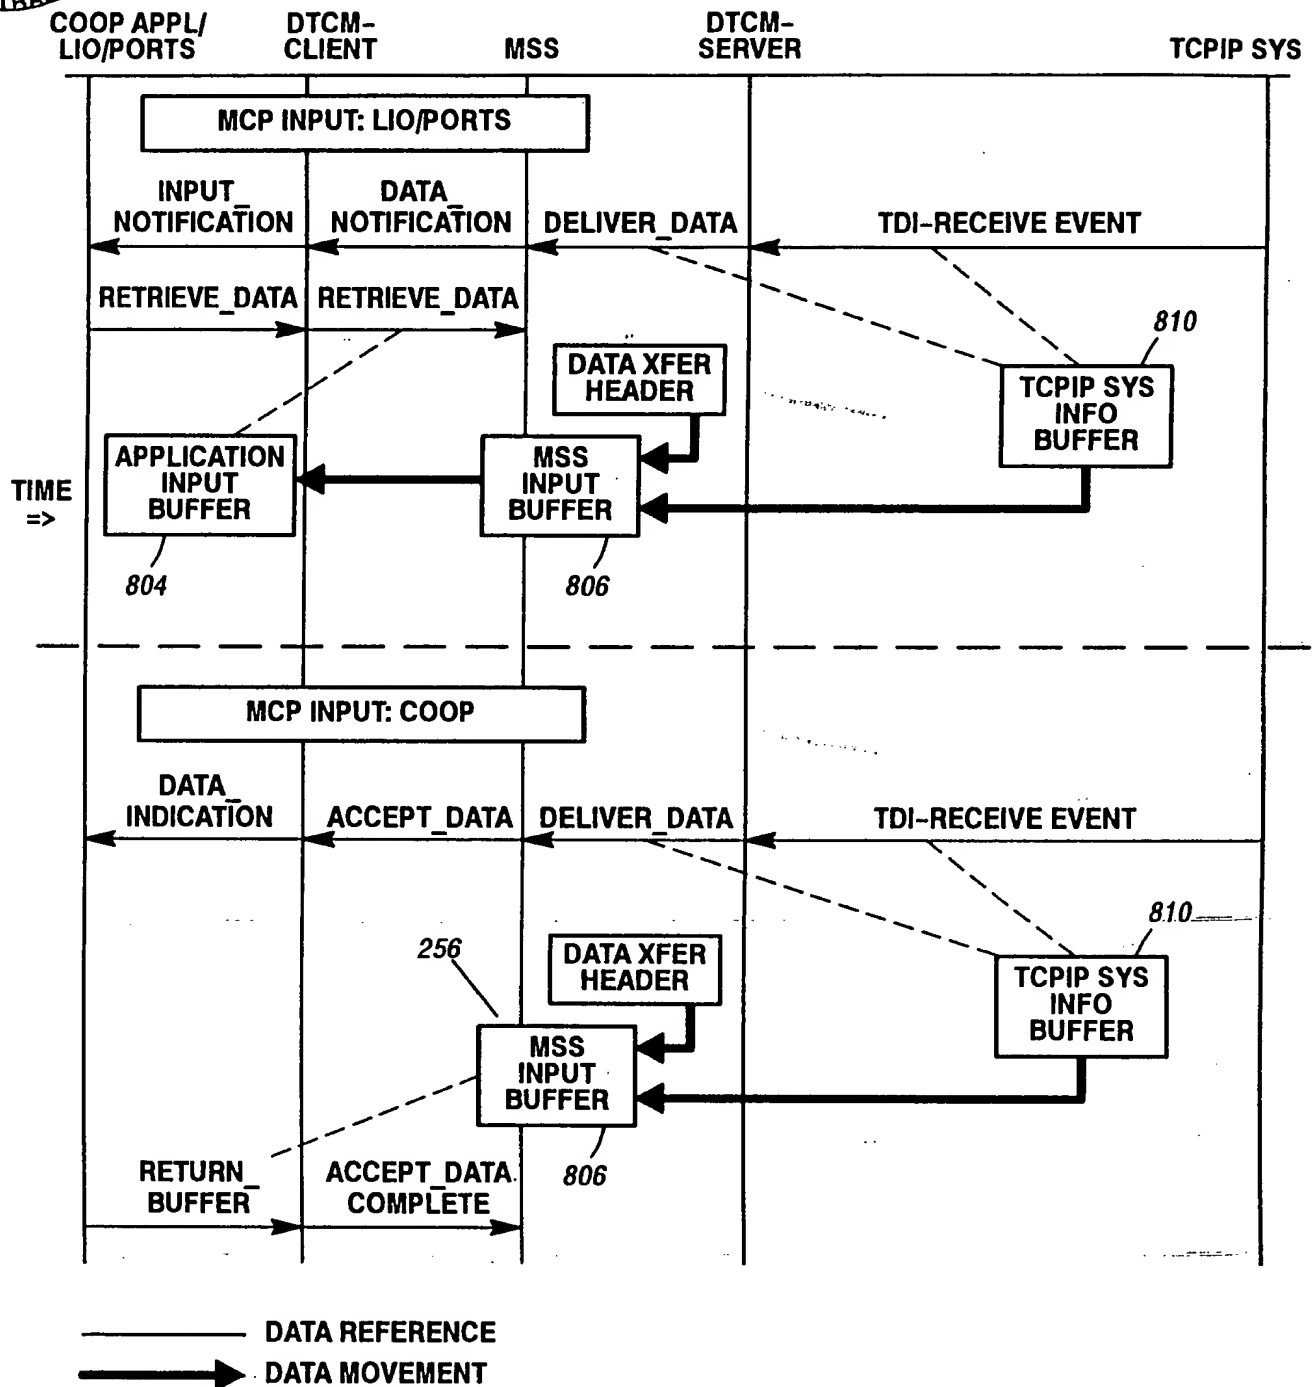 COOP APPL/
LIO/PORTS
DTCM-
CLIENT
MSS
DTCM-
SERVER
TCPIP SYS
MCP INPUT: LIO/PORTS
INPUT_
NOTIFICATION
DATA_
NOTIFICATION
DELIVER_DATA
TDI-RECEIVE EVENT
RETRIEVE_DATA
RETRIEVE_DATA
810
DATA XFER
HEADER
TCPIP SYS
INFO
BUFFER
APPLICATION
INPUT
BUFFER
MSS
INPUT
BUFFER
TIME
=>
804
806
MCP INPUT: COOP
DATA_
INDICATION
ACCEPT_DATA
DELIVER_DATA
TDI-RECEIVE EVENT
810
256
DATA XFER
HEADER
TCPIP SYS
INFO
BUFFER
MSS
INPUT
BUFFER
806
RETURN_
BUFFER
ACCEPT_DATA
COMPLETE
DATA REFERENCE
DATA MOVEMENT